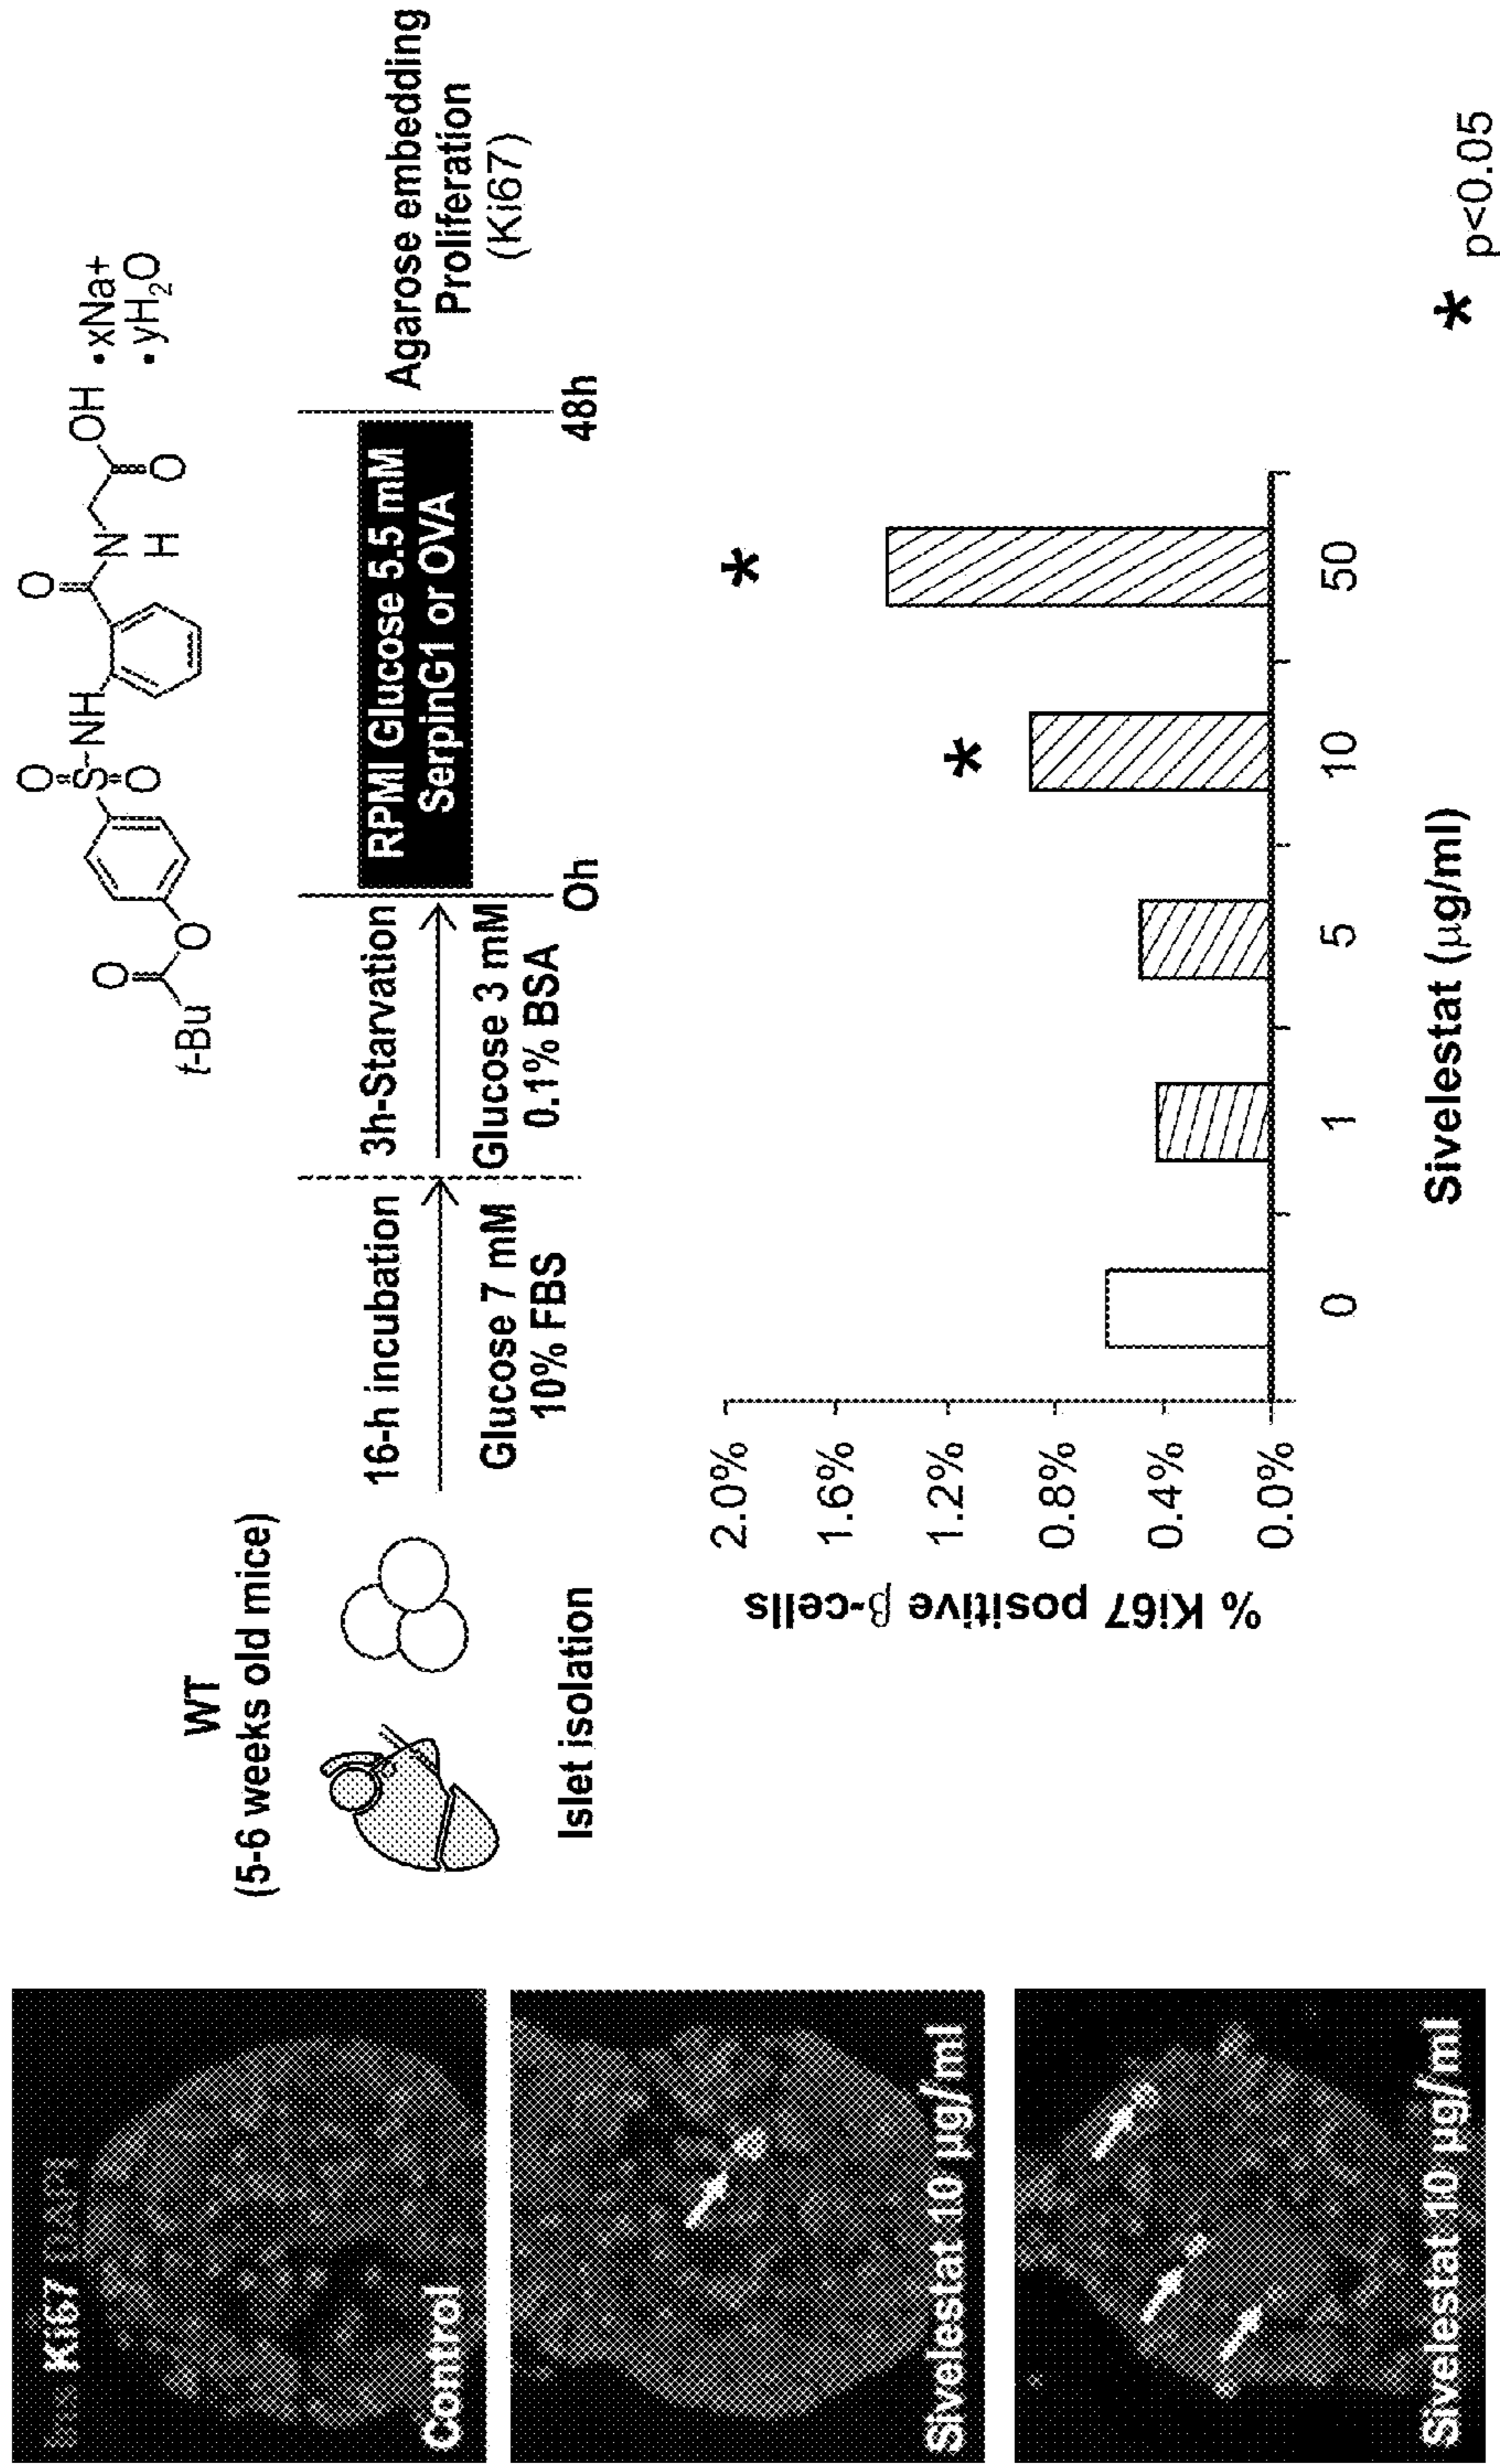 Ins Ki67 DAPI
Control
Sivelestat 10 µg/ml
Sivelestat 10 µg/ml
WT
(5-6 weeks old mice)
Islet isolation
16-h incubation
Glucose 7 mM
10% FBS
3h-Starvation
Glucose 3 mM
0.1% BSA
RPMI Glucose 5.5 mM
SerpinG1 or OVA
0h
48h
Agarose embedding
Proliferation
(Ki67)
t-Bu
O
O
O
S
O
NH
O
N
H
O
OH
•xNa+
•yH₂O
% Ki67 positive β-cells
2.0%
1.6%
1.2%
0.8%
0.4%
0.0%
*
*
0
1
5
10
50
Sivelestat (µg/ml)
* p<0.05